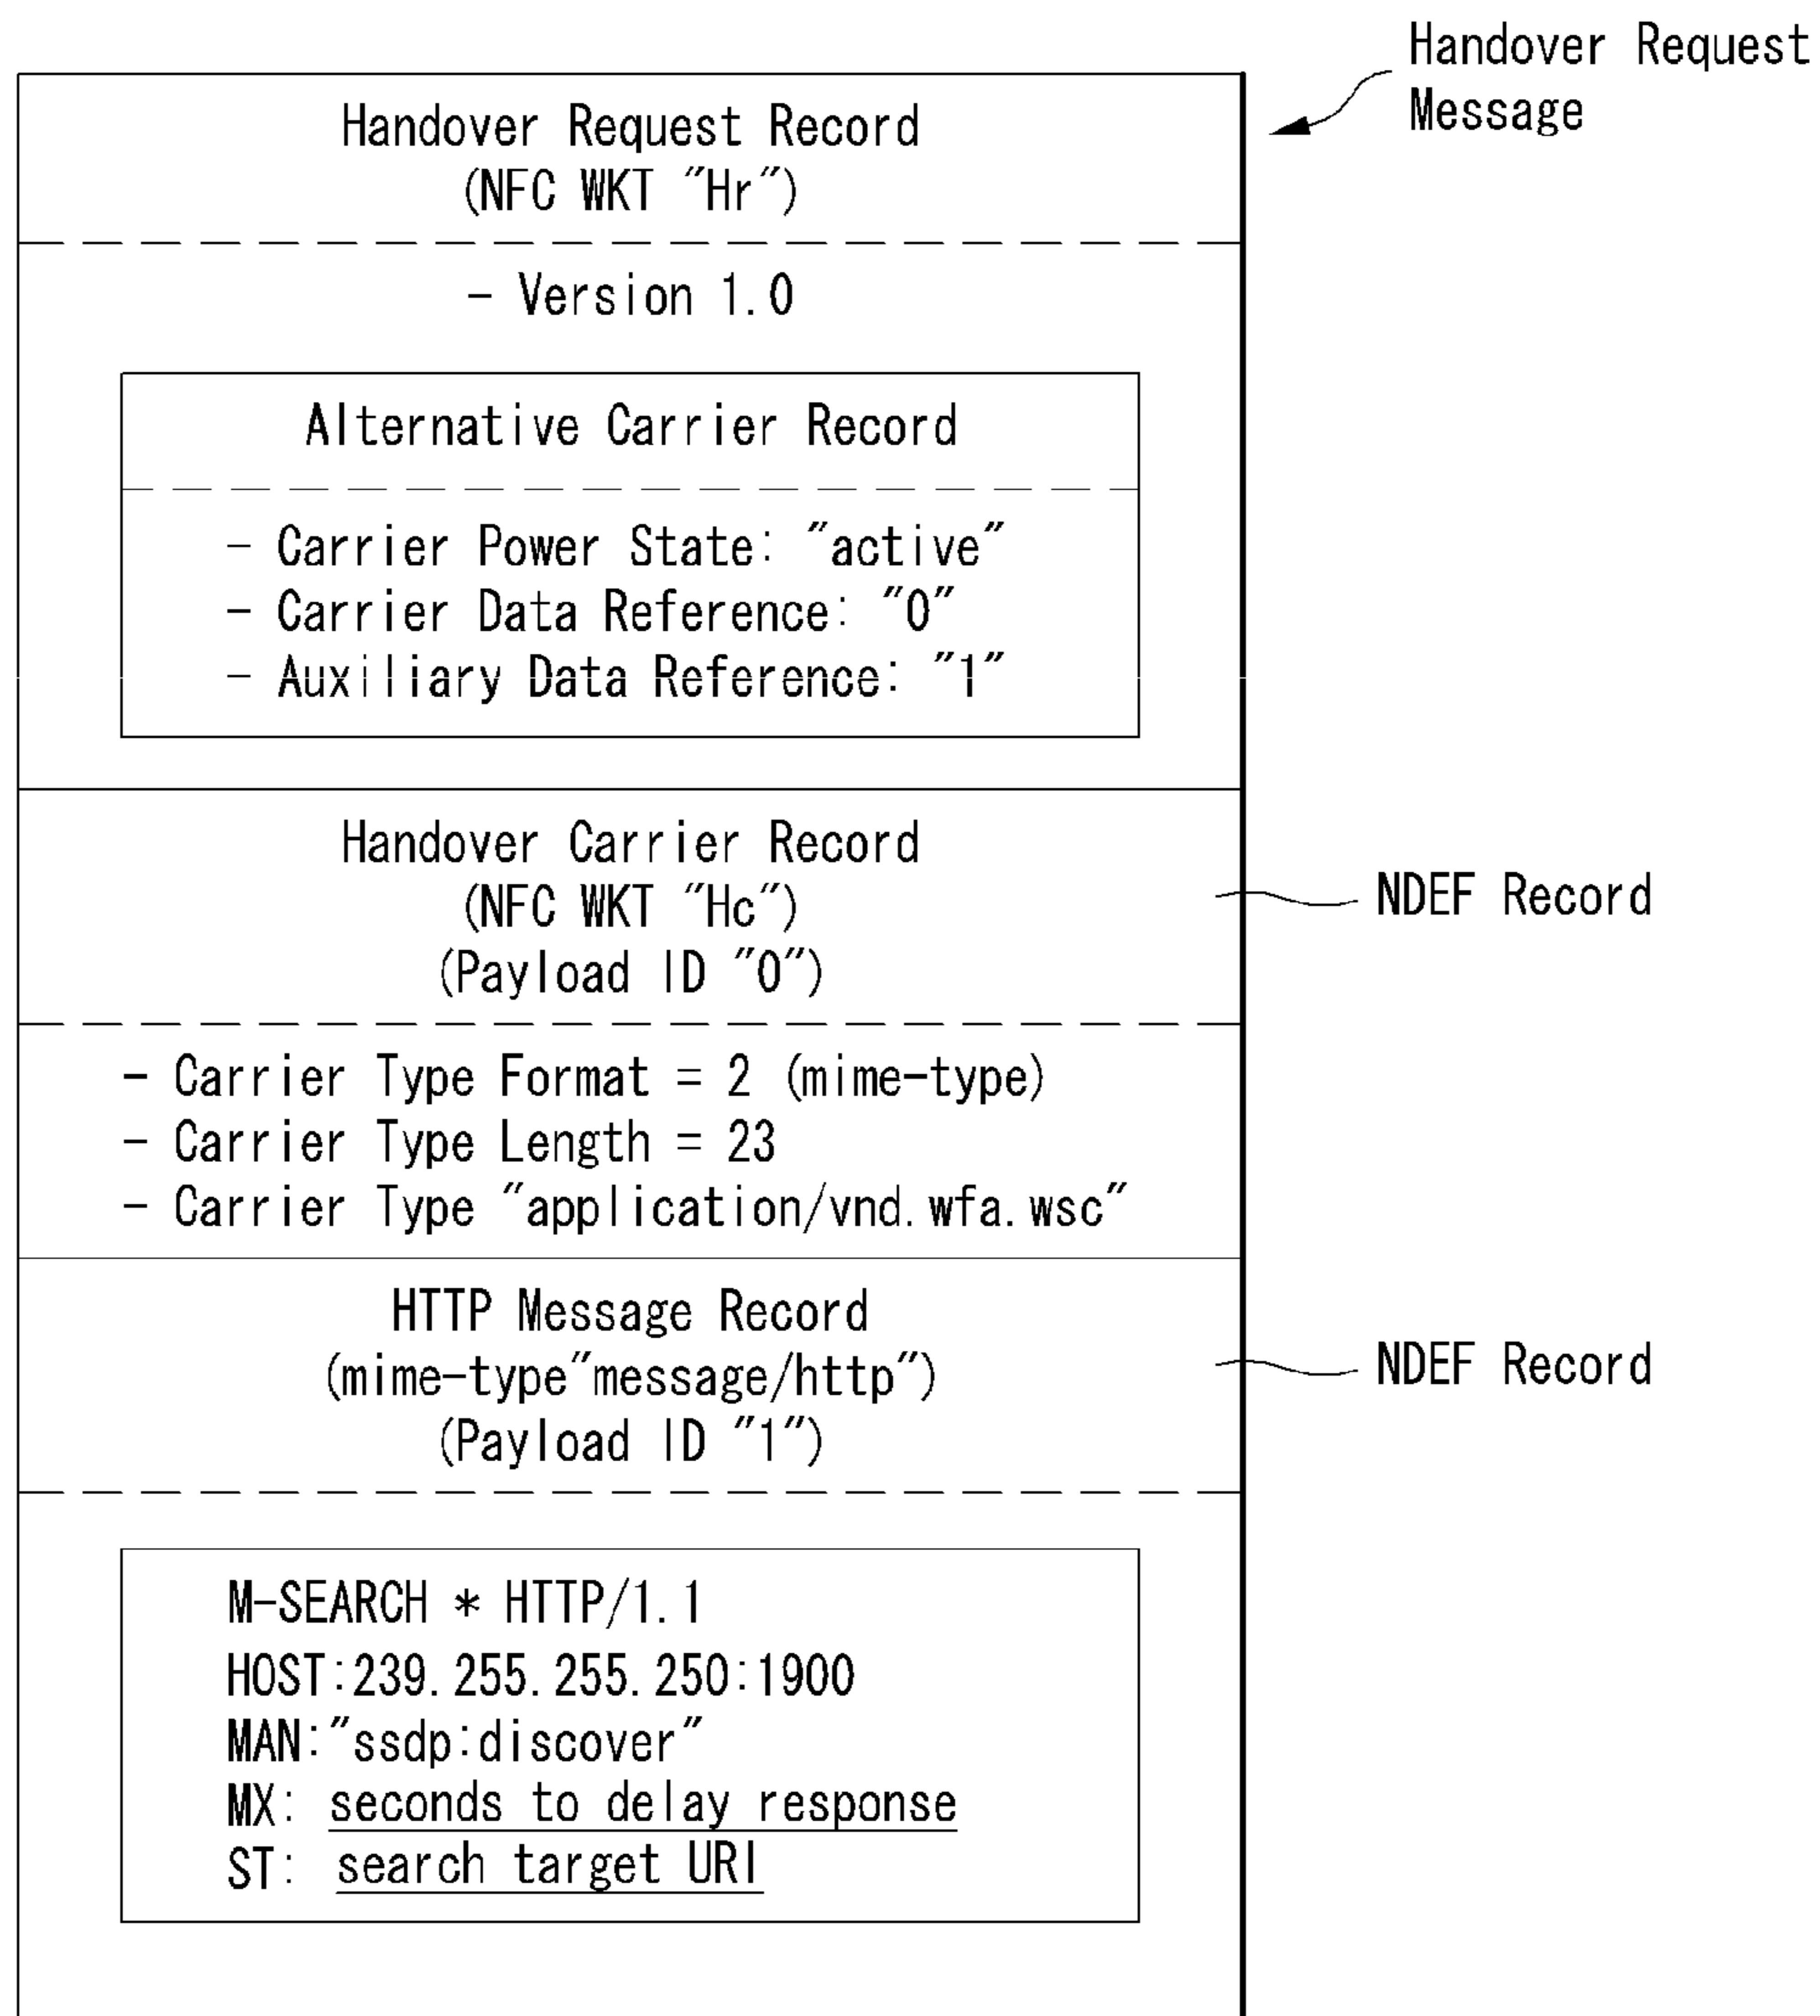 Handover Request
Message
Handover Request Record
(NFC WKT "Hr")
- Version 1.0
Alternative Carrier Record
- Carrier Power State: "active"
- Carrier Data Reference: "0"
- Auxiliary Data Reference: "1"
Handover Carrier Record
(NFC WKT "Hc")
(Payload ID "0")
NDEF Record
- Carrier Type Format = 2 (mime-type)
- Carrier Type Length = 23
- Carrier Type "application/vnd.wfa.wsc"
HTTP Message Record
(mime-type"message/http")
(Payload ID "1")
NDEF Record
M-SEARCH * HTTP/1.1
HOST:239.255.255.250:1900
MAN:"ssdp:discover"
MX: seconds to delay response
ST: search target URI